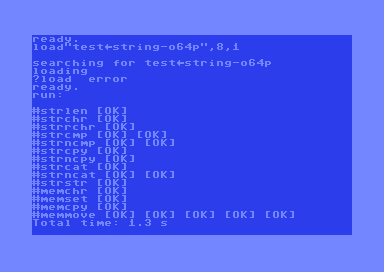 ready.
load"test←string-o64p",8,1
searching for test←string-o64p
loading
?load  error
ready.
run:
#strlen [OK]
#strchr [OK]
#strrchr [OK]
#strcmp [OK] [OK]
#strncmp [OK] [OK]
#strcpy [OK]
#strncpy [OK]
#strcat [OK]
#strncat [OK] [OK]
#strstr [OK]
#memchr [OK]
#memset [OK]
#memcpy [OK]
#memmove [OK] [OK] [OK] [OK] [OK]
Total time: 1.3 s